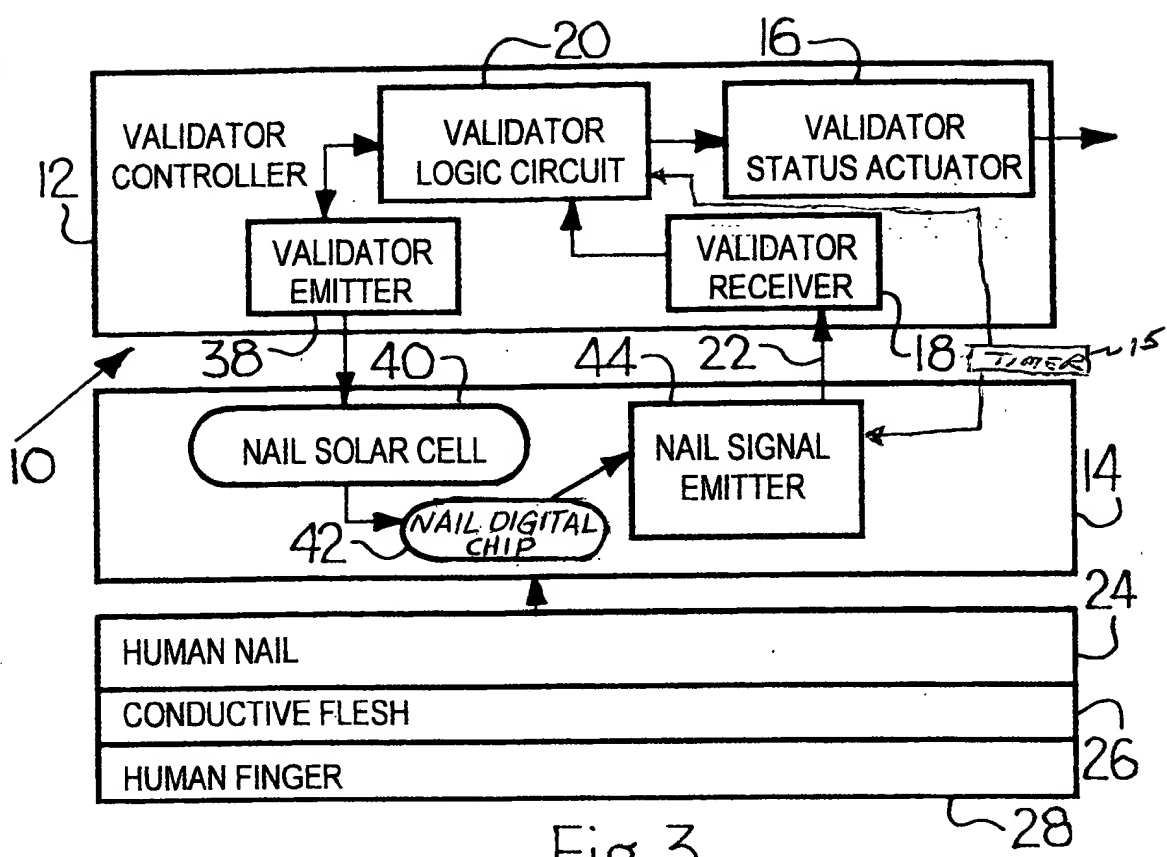 20
16
VALIDATOR
CONTROLLER
VALIDATOR
LOGIC CIRCUIT
VALIDATOR
STATUS ACTUATOR
12
VALIDATOR
EMITTER
VALIDATOR
RECEIVER
38
40
44
22
18
TIMER
15
10
NAIL SOLAR CELL
NAIL SIGNAL
EMITTER
14
42
NAIL DIGITAL
CHIP
24
HUMAN NAIL
CONDUCTIVE FLESH
26
HUMAN FINGER
28
Fig 3